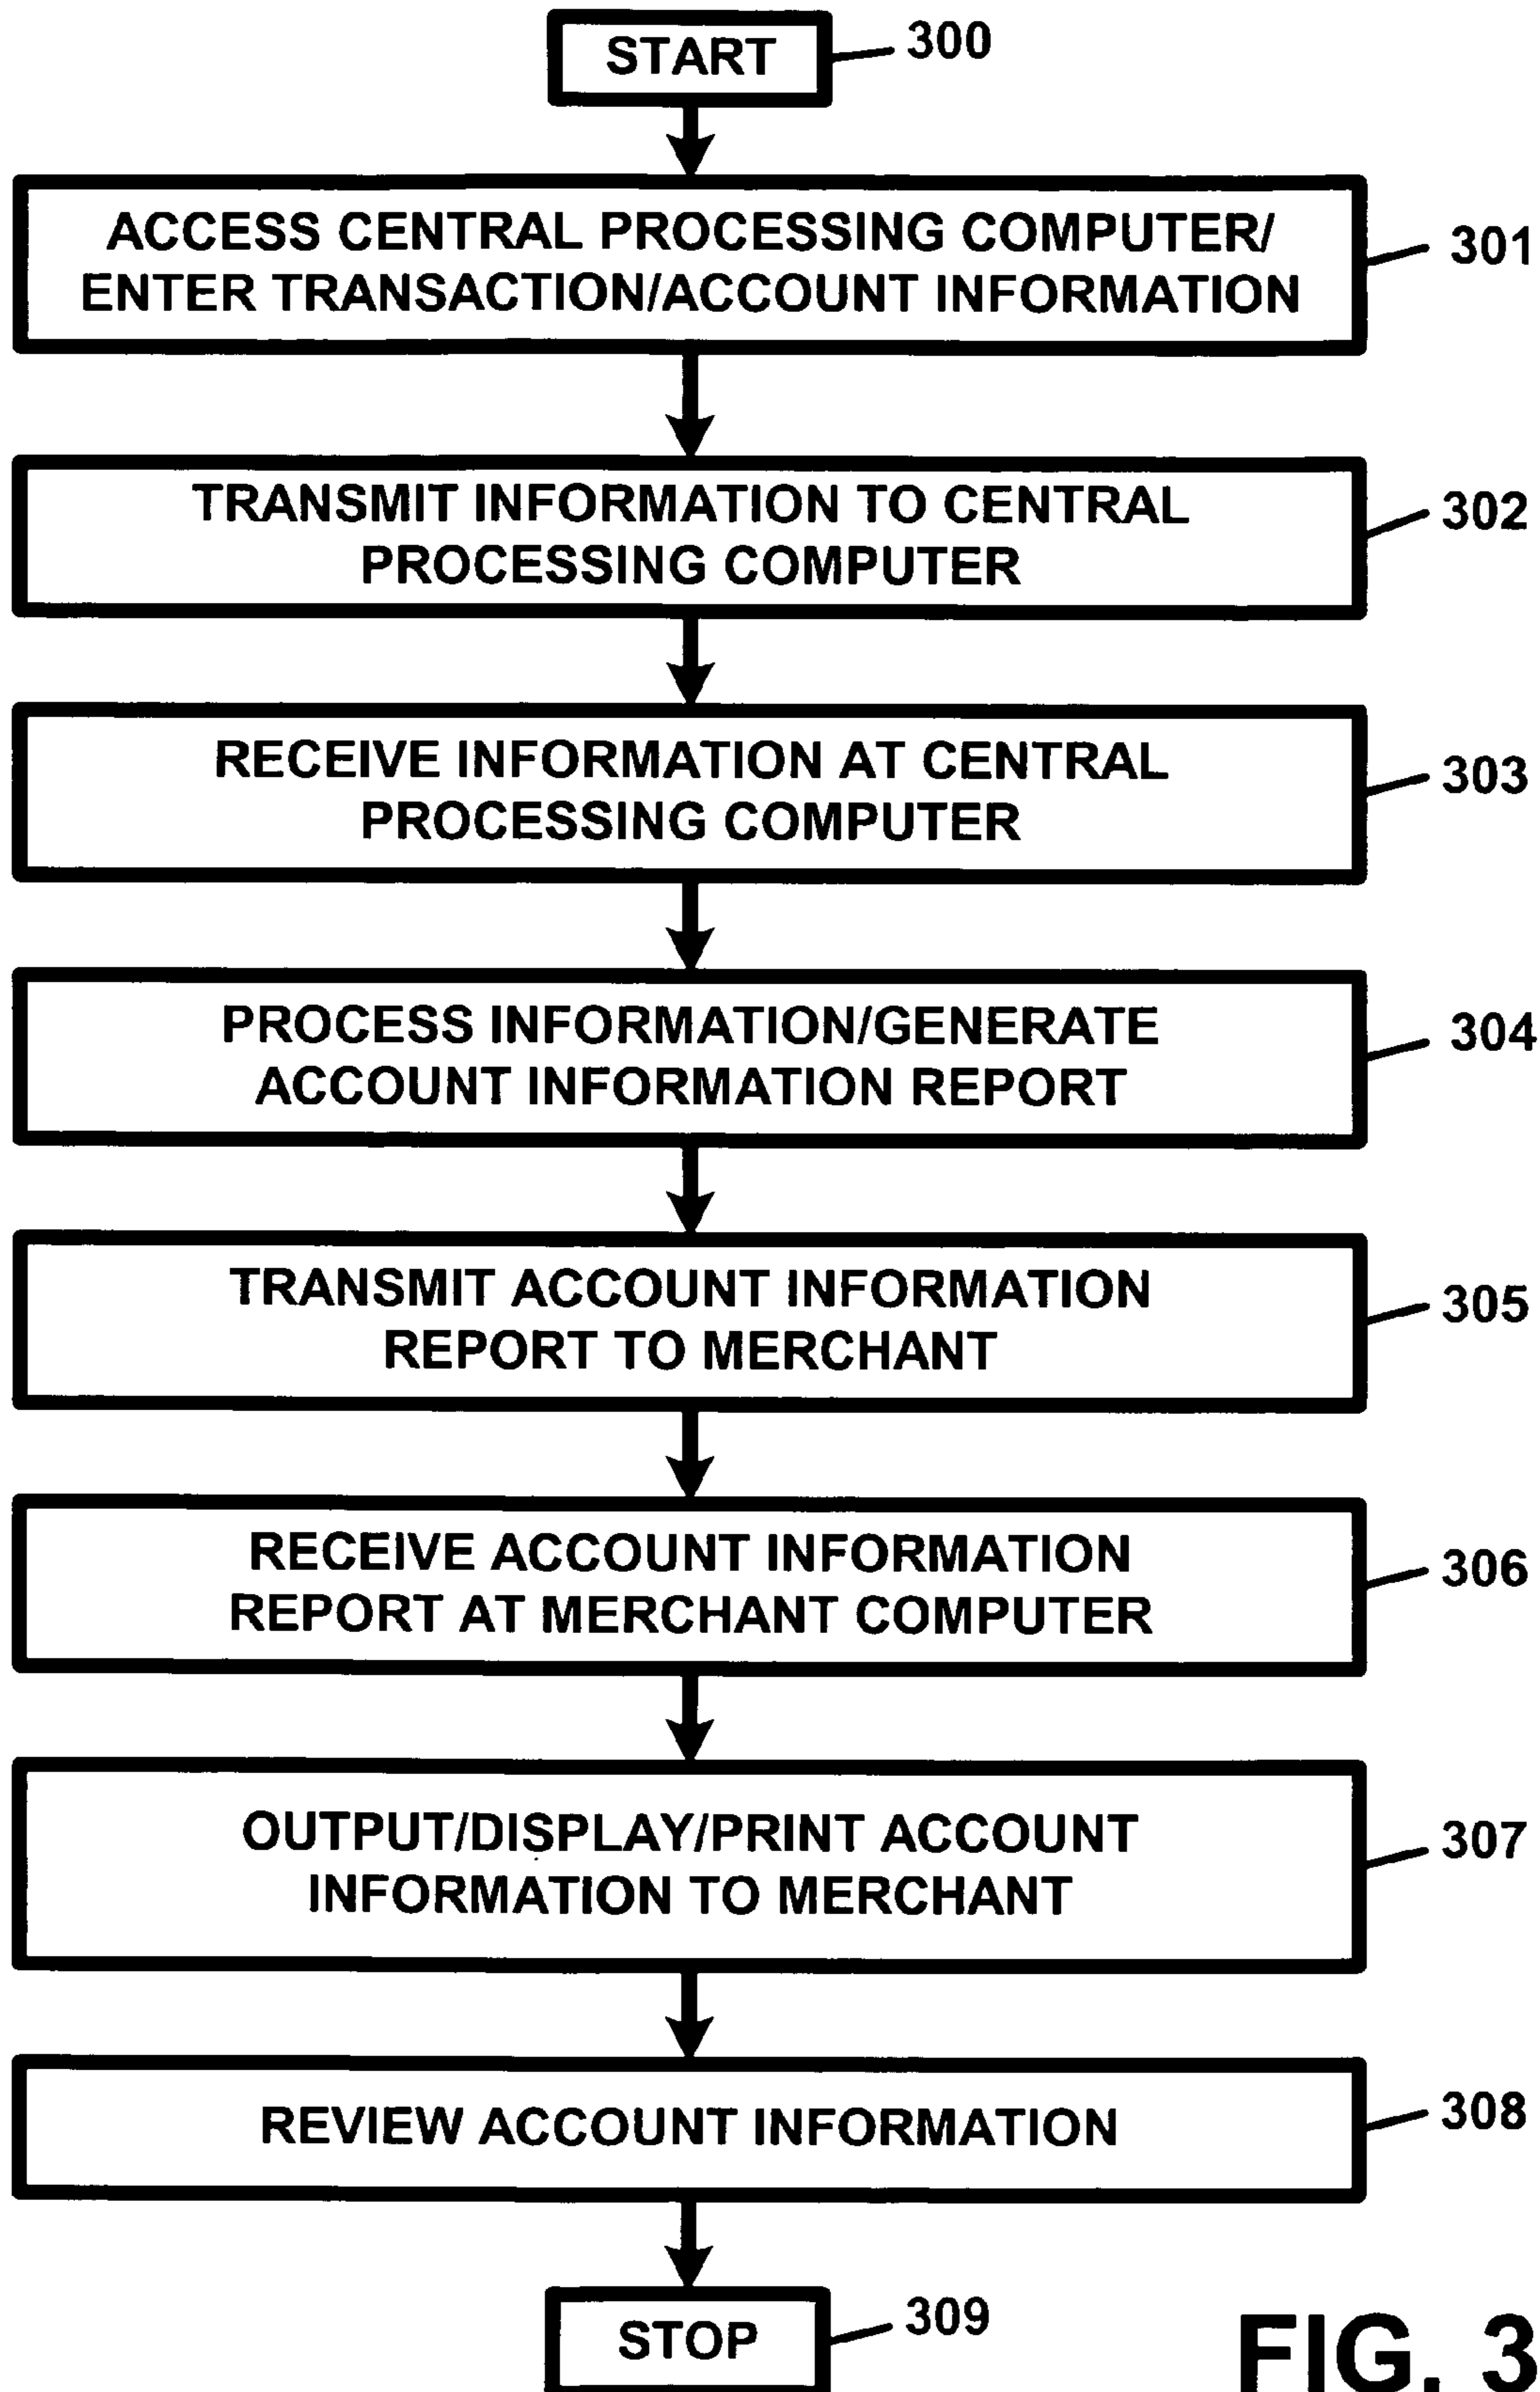 START
300
ACCESS CENTRAL PROCESSING COMPUTER/
ENTER TRANSACTION/ACCOUNT INFORMATION
301
TRANSMIT INFORMATION TO CENTRAL
PROCESSING COMPUTER
302
RECEIVE INFORMATION AT CENTRAL
PROCESSING COMPUTER
303
PROCESS INFORMATION/GENERATE
ACCOUNT INFORMATION REPORT
304
TRANSMIT ACCOUNT INFORMATION
REPORT TO MERCHANT
305
RECEIVE ACCOUNT INFORMATION
REPORT AT MERCHANT COMPUTER
306
OUTPUT/DISPLAY/PRINT ACCOUNT
INFORMATION TO MERCHANT
307
REVIEW ACCOUNT INFORMATION
308
STOP
309
FIG. 3